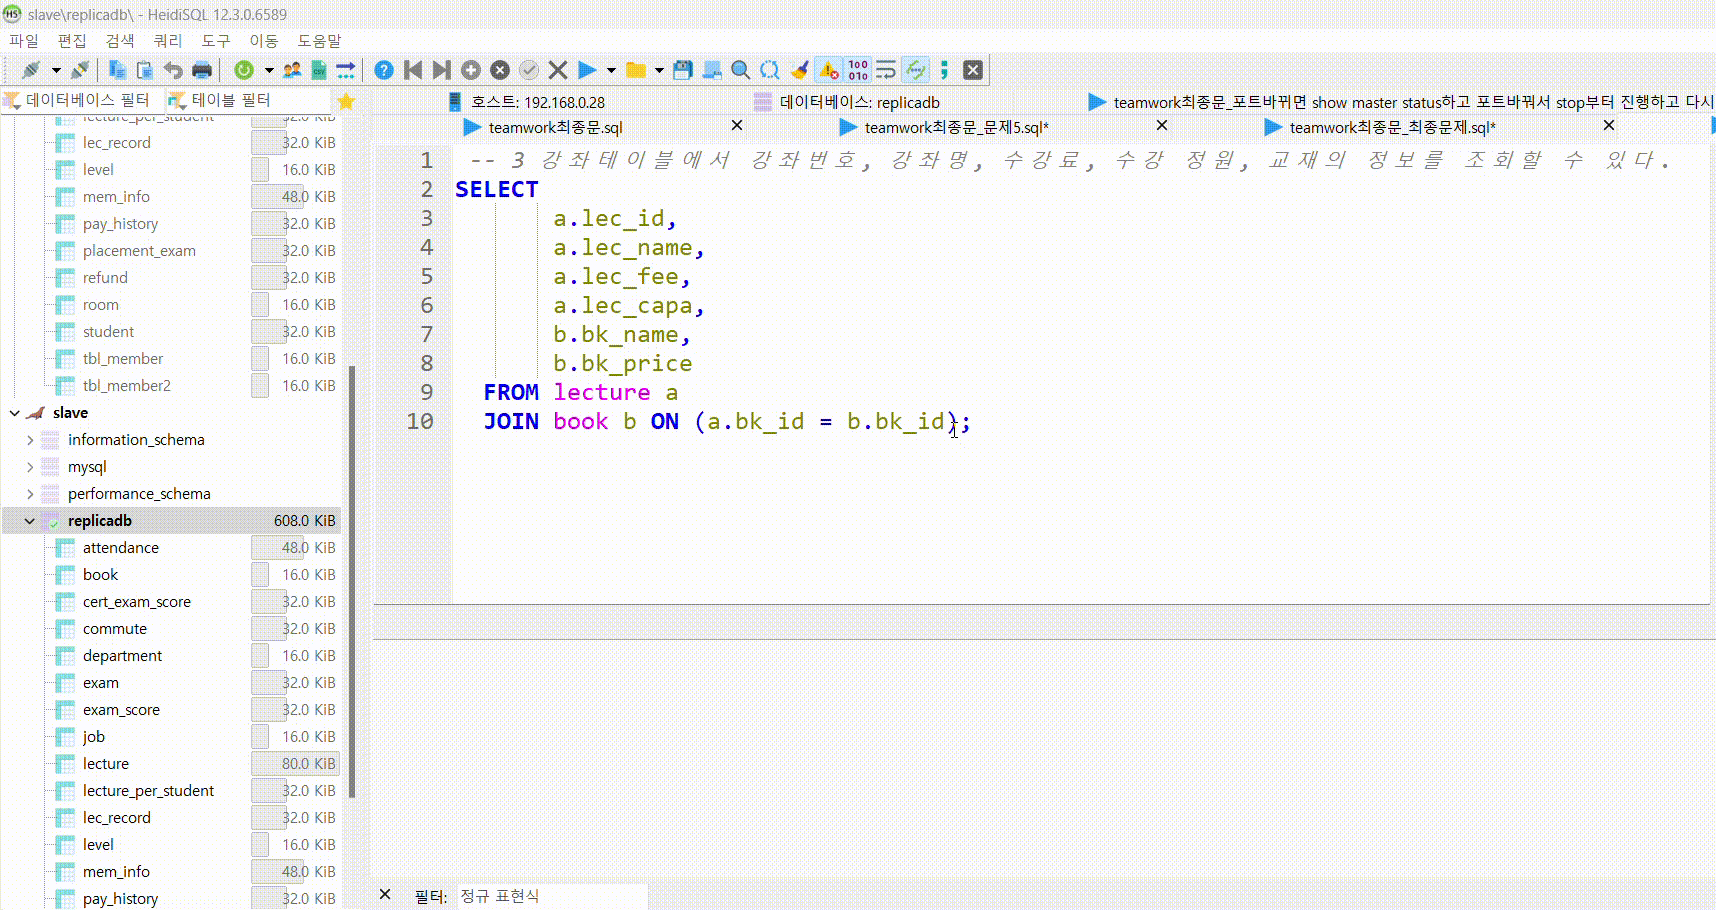 slave\replicadb\ - HeidiSQL 12.3.0.6589
파일 편집 검색 쿼리 도구 이동 도움말
데이터베이스 필터 테이블 필터
호스트: 192.168.0.28 데이터베이스: replicadb teamwork최종문_포트바뀌면 show master status하고 포트바꿔서 stop부터 진행하고 다시
teamwork최종문.sql teamwork최종문_문제5.sql* teamwork최종문_최종문제.sql*
lecture_per_student 32.0 KiB
lec_record 32.0 KiB
level 16.0 KiB
mem_info 48.0 KiB
pay_history 32.0 KiB
placement_exam 32.0 KiB
refund 32.0 KiB
room 16.0 KiB
student 32.0 KiB
tbl_member 16.0 KiB
tbl_member2 16.0 KiB
slave
information_schema
mysql
performance_schema
replicadb 608.0 KiB
attendance 48.0 KiB
book 16.0 KiB
cert_exam_score 32.0 KiB
commute 32.0 KiB
department 16.0 KiB
exam 32.0 KiB
exam_score 32.0 KiB
job 16.0 KiB
lecture 80.0 KiB
lecture_per_student 32.0 KiB
lec_record 32.0 KiB
level 16.0 KiB
mem_info 48.0 KiB
pay_history 32.0 KiB
1 -- 3 강좌테이블에서 강좌번호, 강좌명, 수강료, 수강 정원, 교재의 정보를 조회할 수 있다.
2 SELECT
3 a.lec_id,
4 a.lec_name,
5 a.lec_fee,
6 a.lec_capa,
7 b.bk_name,
8 b.bk_price
9 FROM lecture a
10 JOIN book b ON (a.bk_id = b.bk_id);
필터: 정규 표현식